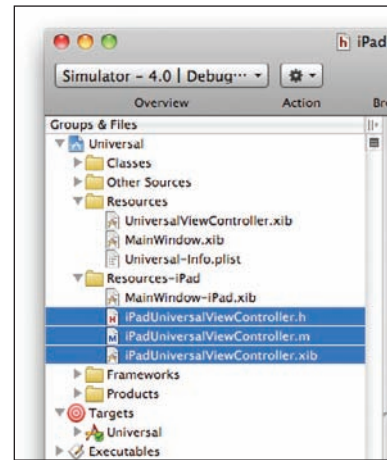 h iPad
Simulator – 4.0 | Debug···
Overview
Action
Br
Groups & Files
Universal
Classes
Other Sources
Resources
UniversalViewController.xib
MainWindow.xib
Universal-Info.plist
Resources-iPad
MainWindow-iPad.xib
H iPadUniversalViewController.h
M iPadUniversalViewController.m
iPadUniversalViewController.xib
Frameworks
Products
Targets
Universal
Executables